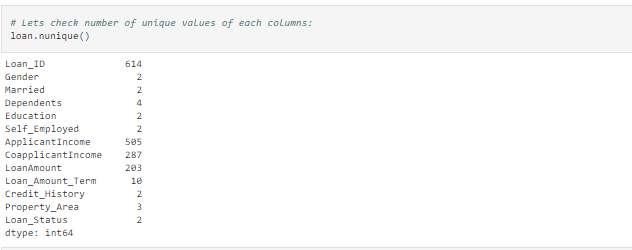 # Lets check number of unique values of each columns:
loan.nunique()
Loan_ID 614
Gender 2
Married 2
Dependents 4
Education 2
Self_Employed 2
ApplicantIncome 505
CoapplicantIncome 287
LoanAmount 203
Loan_Amount_Term 10
Credit_History 2
Property_Area 3
Loan_Status 2
dtype: int64